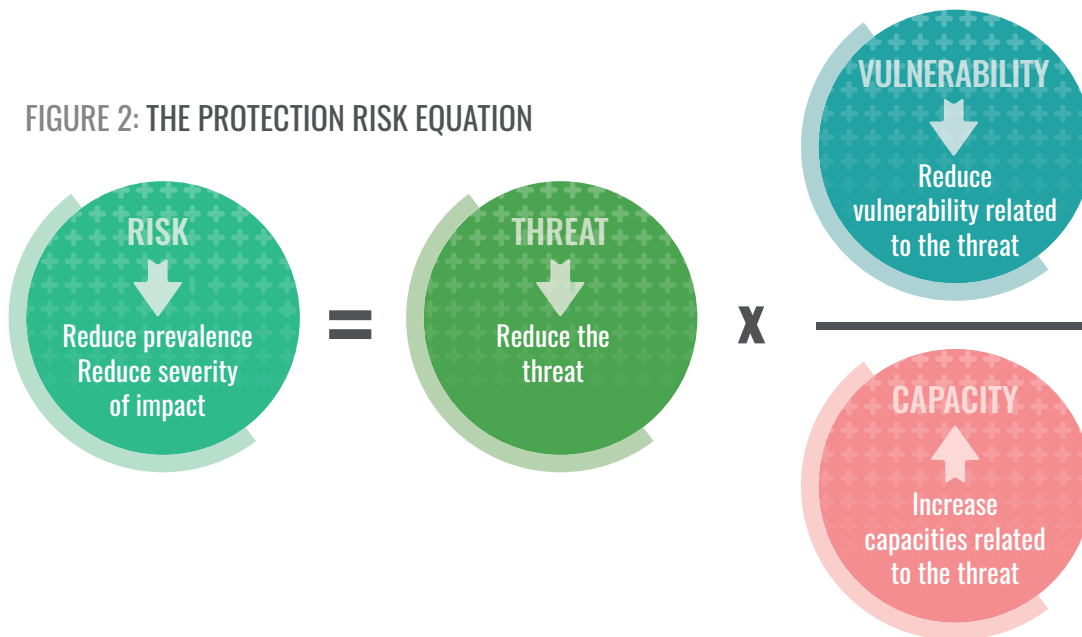 FIGURE 2: THE PROTECTION RISK EQUATION
RISK
Reduce prevalence
Reduce severity
of impact
=
THREAT
Reduce the
threat
x
VULNERABILITY
Reduce
vulnerability related
to the threat
CAPACITY
Increase
capacities related
to the threat